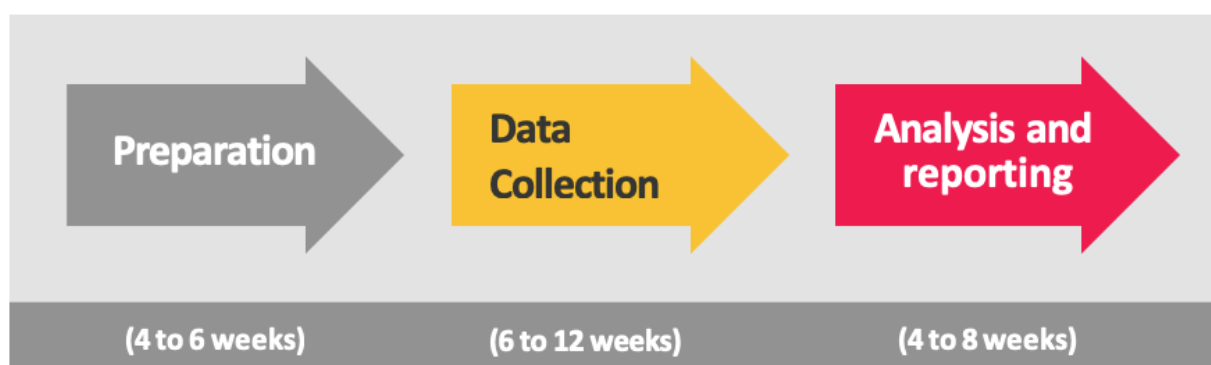 Preparation
Data
Collection
Analysis and
reporting
(4 to 6 weeks)
(6 to 12 weeks)
(4 to 8 weeks)